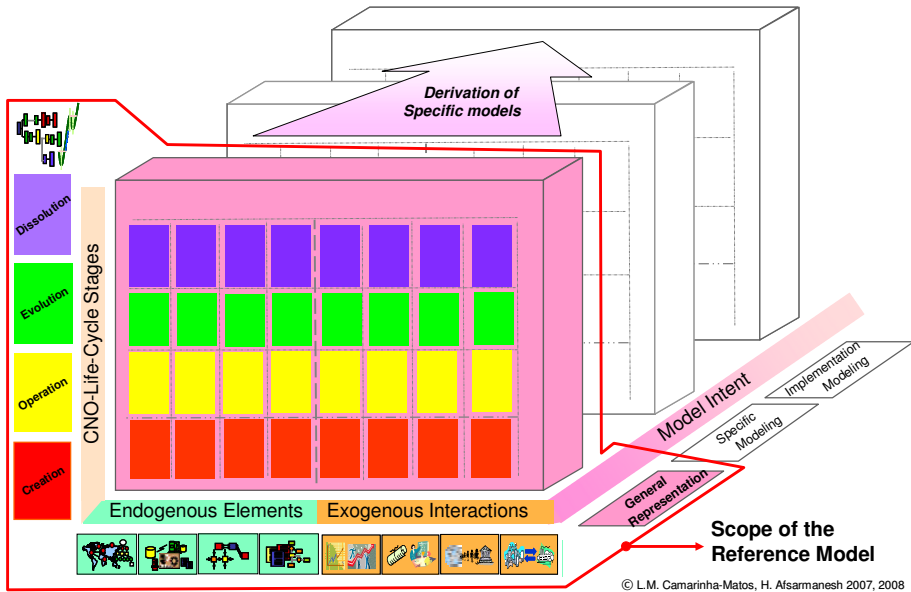 Derivation of
Specific models
Dissolution
Evolution
Operation
Creation
CNO-Life-Cycle Stages
Endogenous Elements
Exogenous Interactions
Model Intent
Implementation
Modeling
Specific
Modeling
General
Representation
Scope of the
Reference Model
© L.M. Camarinha-Matos, H. Afsarmanesh 2007, 2008